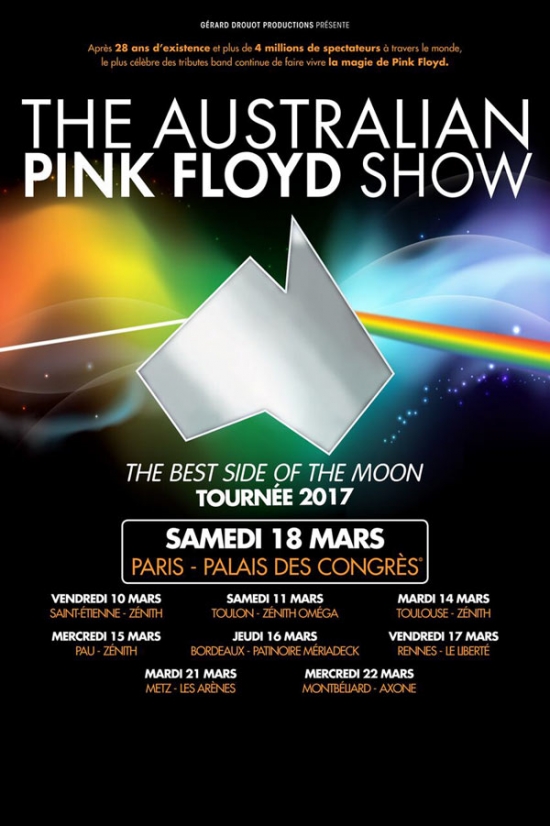 GÉRARD DROUOT PRODUCTIONS PRÉSENTE
Après 28 ans d'existence et plus de 4 millions de spectateurs à travers le monde,
le plus célèbre des tributes band continue de faire vivre la magie de Pink Floyd.
THE AUSTRALIAN
PINK FLOYD SHOW
THE BEST SIDE OF THE MOON
TOURNÉE 2017
SAMEDI 18 MARS
PARIS - PALAIS DES CONGRÈS°
VENDREDI 10 MARS
SAINT-ÉTIENNE - ZÉNITH
SAMEDI 11 MARS
TOULON - ZÉNITH OMÉGA
MARDI 14 MARS
TOULOUSE - ZÉNITH
MERCREDI 15 MARS
PAU - ZÉNITH
JEUDI 16 MARS
BORDEAUX - PATINOIRE MÉRIADECK
VENDREDI 17 MARS
RENNES - LE LIBERTÉ
MARDI 21 MARS
METZ - LES ARÈNES
MERCREDI 22 MARS
MONTBÉLIARD - AXONE